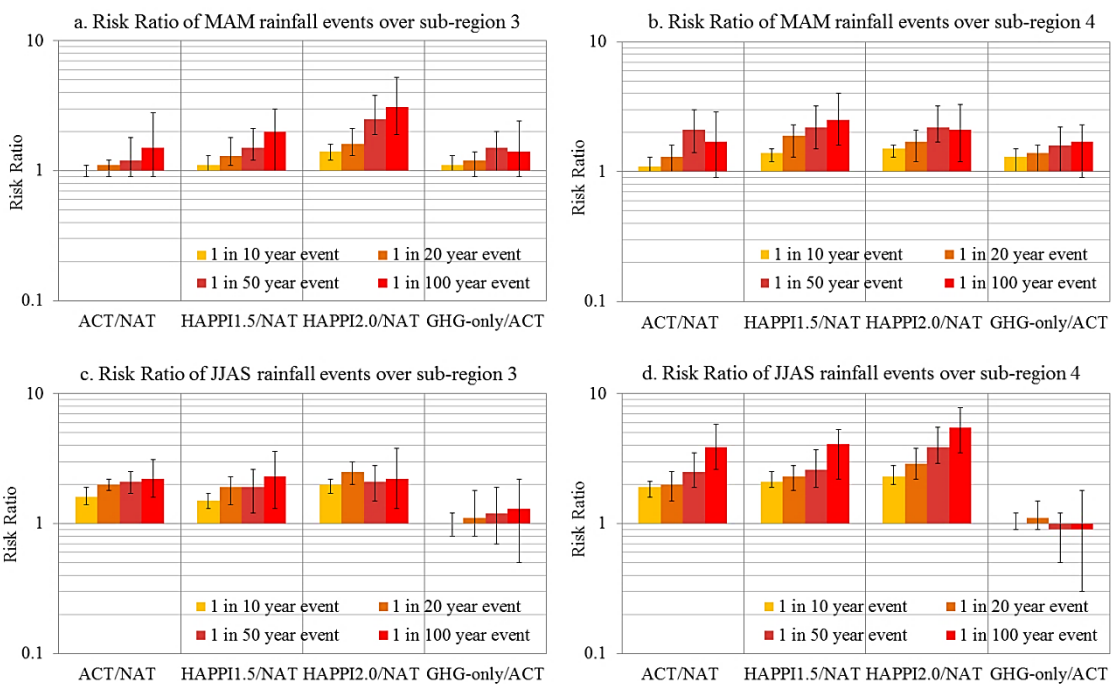 a. Risk Ratio of MAM rainfall events over sub-region 3
10
1
0.1
Risk Ratio
1 in 10 year event
1 in 20 year event
1 in 50 year event
1 in 100 year event
ACT/NAT HAPPI1.5/NAT HAPPI2.0/NAT GHG-only/ACT
b. Risk Ratio of MAM rainfall events over sub-region 4
10
1
0.1
Risk Ratio
1 in 10 year event
1 in 20 year event
1 in 50 year event
1 in 100 year event
ACT/NAT HAPPI1.5/NAT HAPPI2.0/NAT GHG-only/ACT
c. Risk Ratio of JJAS rainfall events over sub-region 3
10
1
0.1
Risk Ratio
1 in 10 year event
1 in 20 year event
1 in 50 year event
1 in 100 year event
ACT/NAT HAPPI1.5/NAT HAPPI2.0/NAT GHG-only/ACT
d. Risk Ratio of JJAS rainfall events over sub-region 4
10
1
0.1
Risk Ratio
1 in 10 year event
1 in 20 year event
1 in 50 year event
1 in 100 year event
ACT/NAT HAPPI1.5/NAT HAPPI2.0/NAT GHG-only/ACT